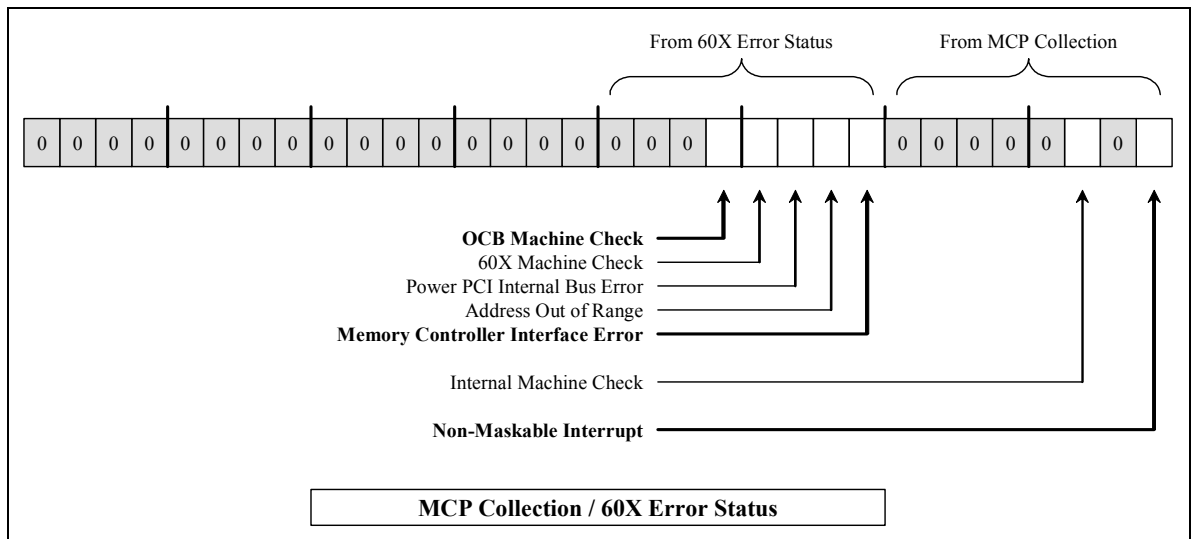 From 60X Error Status From MCP Collection
0 0 0 0 0 0 0 0 0 0 0 0 0 0 0 0 0 0 0 0 0 0 0 0 0
OCB Machine Check
60X Machine Check
Power PCI Internal Bus Error
Address Out of Range
Memory Controller Interface Error
Internal Machine Check
Non-Maskable Interrupt
MCP Collection / 60X Error Status